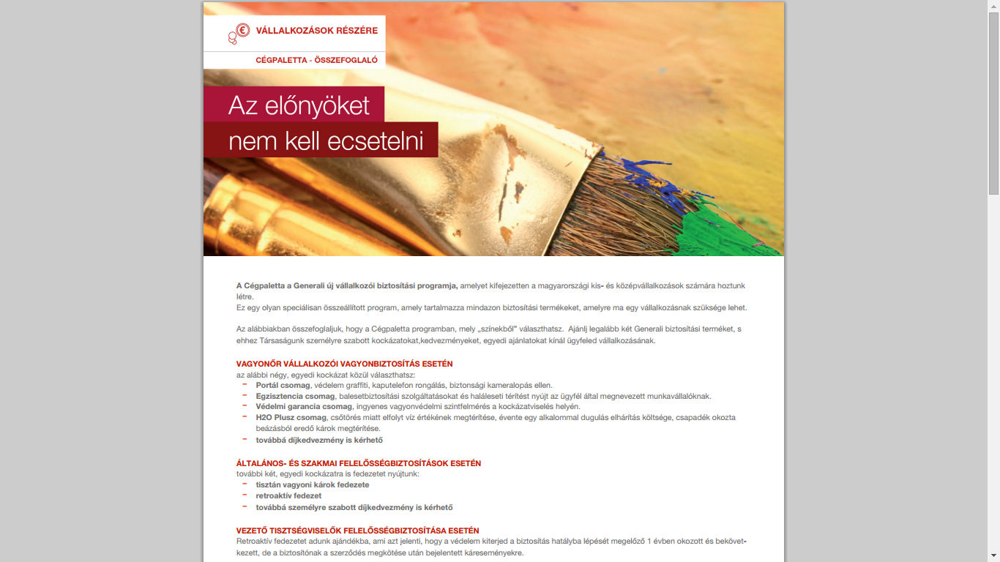 VÁLLALKOZÁSOK RÉSZÉRE
CÉGPALETTA - ÖSSZEFOGLALÓ
Az előnyöket
nem kell ecsetelni
A Cégpaletta a Generali új vállalkozói biztosítási programja, amelyet kifejezetten a magyarországi kis- és középvállalkozások számára hoztunk
létre.
Ez egy olyan speciálisan összeállított program, amely tartalmazza mindazon biztosítási termékeket, amelyre ma egy vállalkozásnak szüksége lehet.
Az alábbiakban összefoglaljuk, hogy a Cégpaletta programban, mely „színekből" választhatsz. Ajánlj legalább két Generali biztosítási terméket, s
ehhez Társaságunk személyre szabott kockázatokat,kedvezményeket, egyedi ajánlatokat kínál ügyfeled vállalkozásának.
VAGYONŐR VÁLLALKOZÓI VAGYONBIZTOSÍTÁS ESETÉN
az alábbi négy, egyedi kockázat közül választhatsz:
- Portál csomag, védelem graffiti, kaputelefon rongálás, biztonsági kameralopás ellen.
- Egzisztencia csomag, balesetbiztosítási szolgáltatásokat és haláleseti térítést nyújt az ügyfél által megnevezett munkavállalóknak.
- Védelmi garancia csomag, ingyenes vagyonvédelmi szintfelmérés a kockázatviselés helyén.
- H2O Plusz csomag, csőtörés miatt elfolyt víz értékének megtérítése, évente egy alkalommal dugulás elhárítás költsége, csapadék okozta
beázásból eredő károk megtérítése.
- továbbá díjkedvezmény is kérhető
ÁLTALÁNOS- ÉS SZAKMAI FELELŐSSÉGBIZTOSÍTÁSOK ESETÉN
további két, egyedi kockázatra is fedezetet nyújtunk:
- tisztán vagyoni károk fedezete
- retroaktív fedezet
- továbbá személyre szabott díjkedvezmény is kérhető
VEZETŐ TISZTSÉGVISELŐK FELELŐSSÉGBIZTOSÍTÁSA ESETÉN
Retroaktív fedezetet adunk ajándékba, ami azt jelenti, hogy a védelem kiterjed a biztosítás hatályba lépését megelőző 1 évben okozott és bekövet-
kezett, de a biztosítónak a szerződés megkötése után bejelentett káreseményekre.